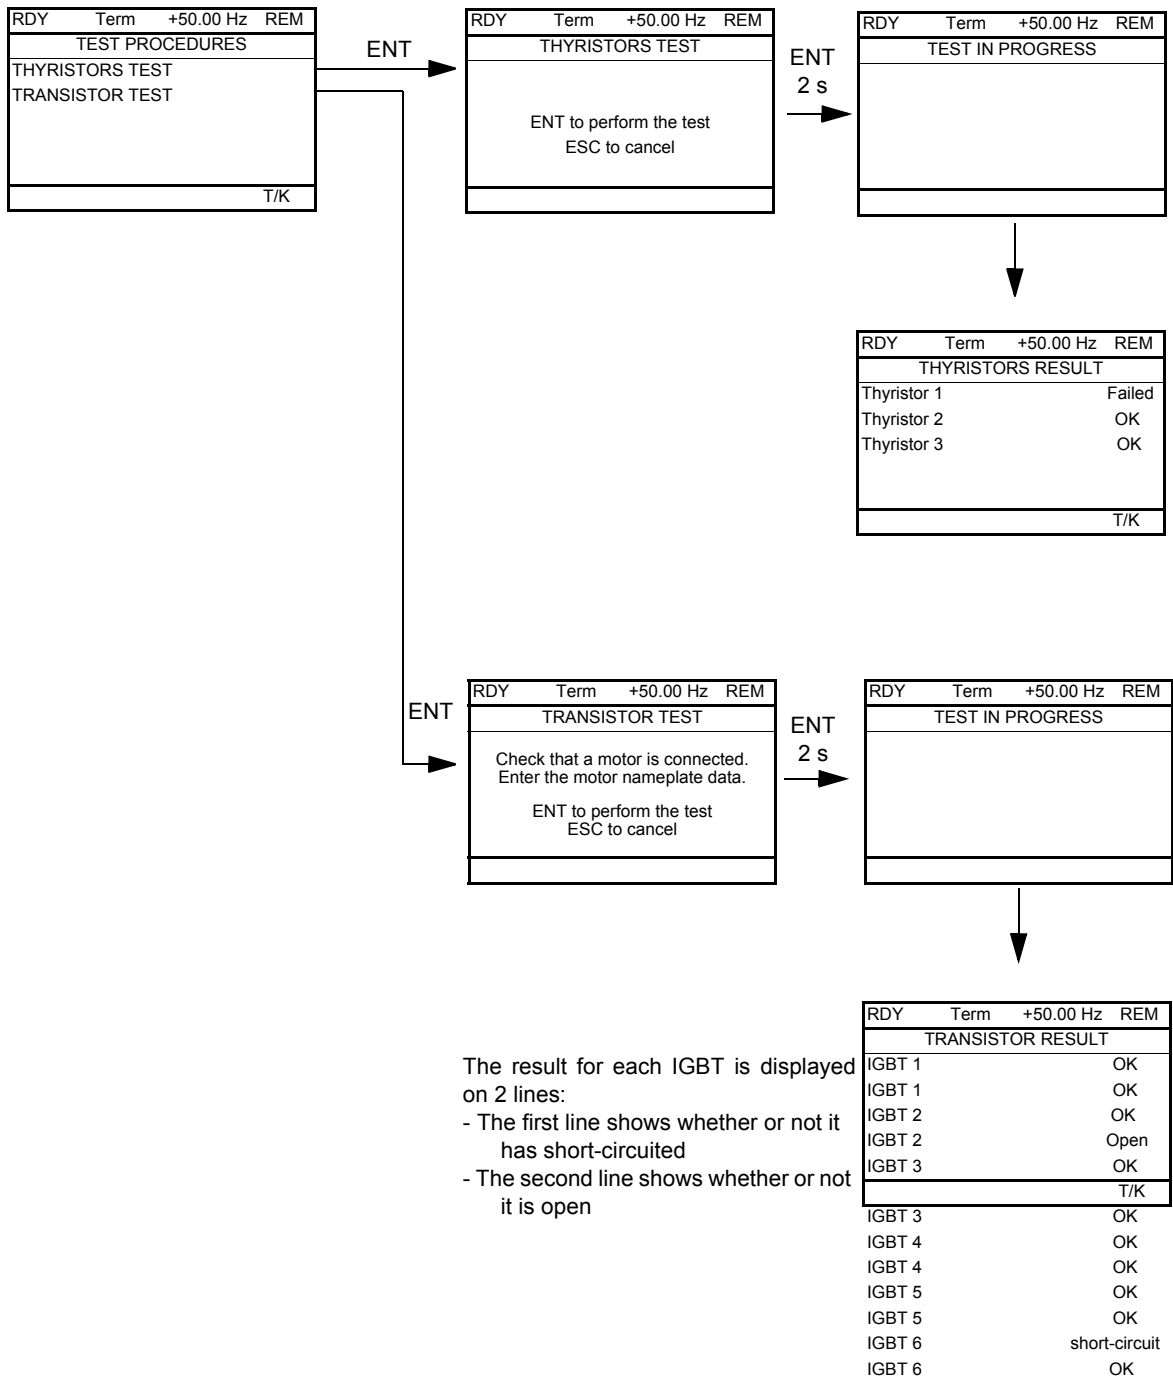 RDY Term +50.00 Hz REM
TEST PROCEDURES
THYRISTORS TEST
TRANSISTOR TEST
T/K
ENT
RDY Term +50.00 Hz REM
THYRISTORS TEST
ENT to perform the test
ESC to cancel
ENT
2 s
RDY Term +50.00 Hz REM
TEST IN PROGRESS
RDY Term +50.00 Hz REM
THYRISTORS RESULT
Thyristor 1 Failed
Thyristor 2 OK
Thyristor 3 OK
T/K
ENT
RDY Term +50.00 Hz REM
TRANSISTOR TEST
Check that a motor is connected.
Enter the motor nameplate data.
ENT to perform the test
ESC to cancel
ENT
2 s
RDY Term +50.00 Hz REM
TEST IN PROGRESS
The result for each IGBT is displayed
on 2 lines:
- The first line shows whether or not it
has short-circuited
- The second line shows whether or not
it is open
RDY Term +50.00 Hz REM
TRANSISTOR RESULT
IGBT 1 OK
IGBT 1 OK
IGBT 2 OK
IGBT 2 Open
IGBT 3 OK
T/K
IGBT 3 OK
IGBT 4 OK
IGBT 4 OK
IGBT 5 OK
IGBT 5 OK
IGBT 6 short-circuit
IGBT 6 OK